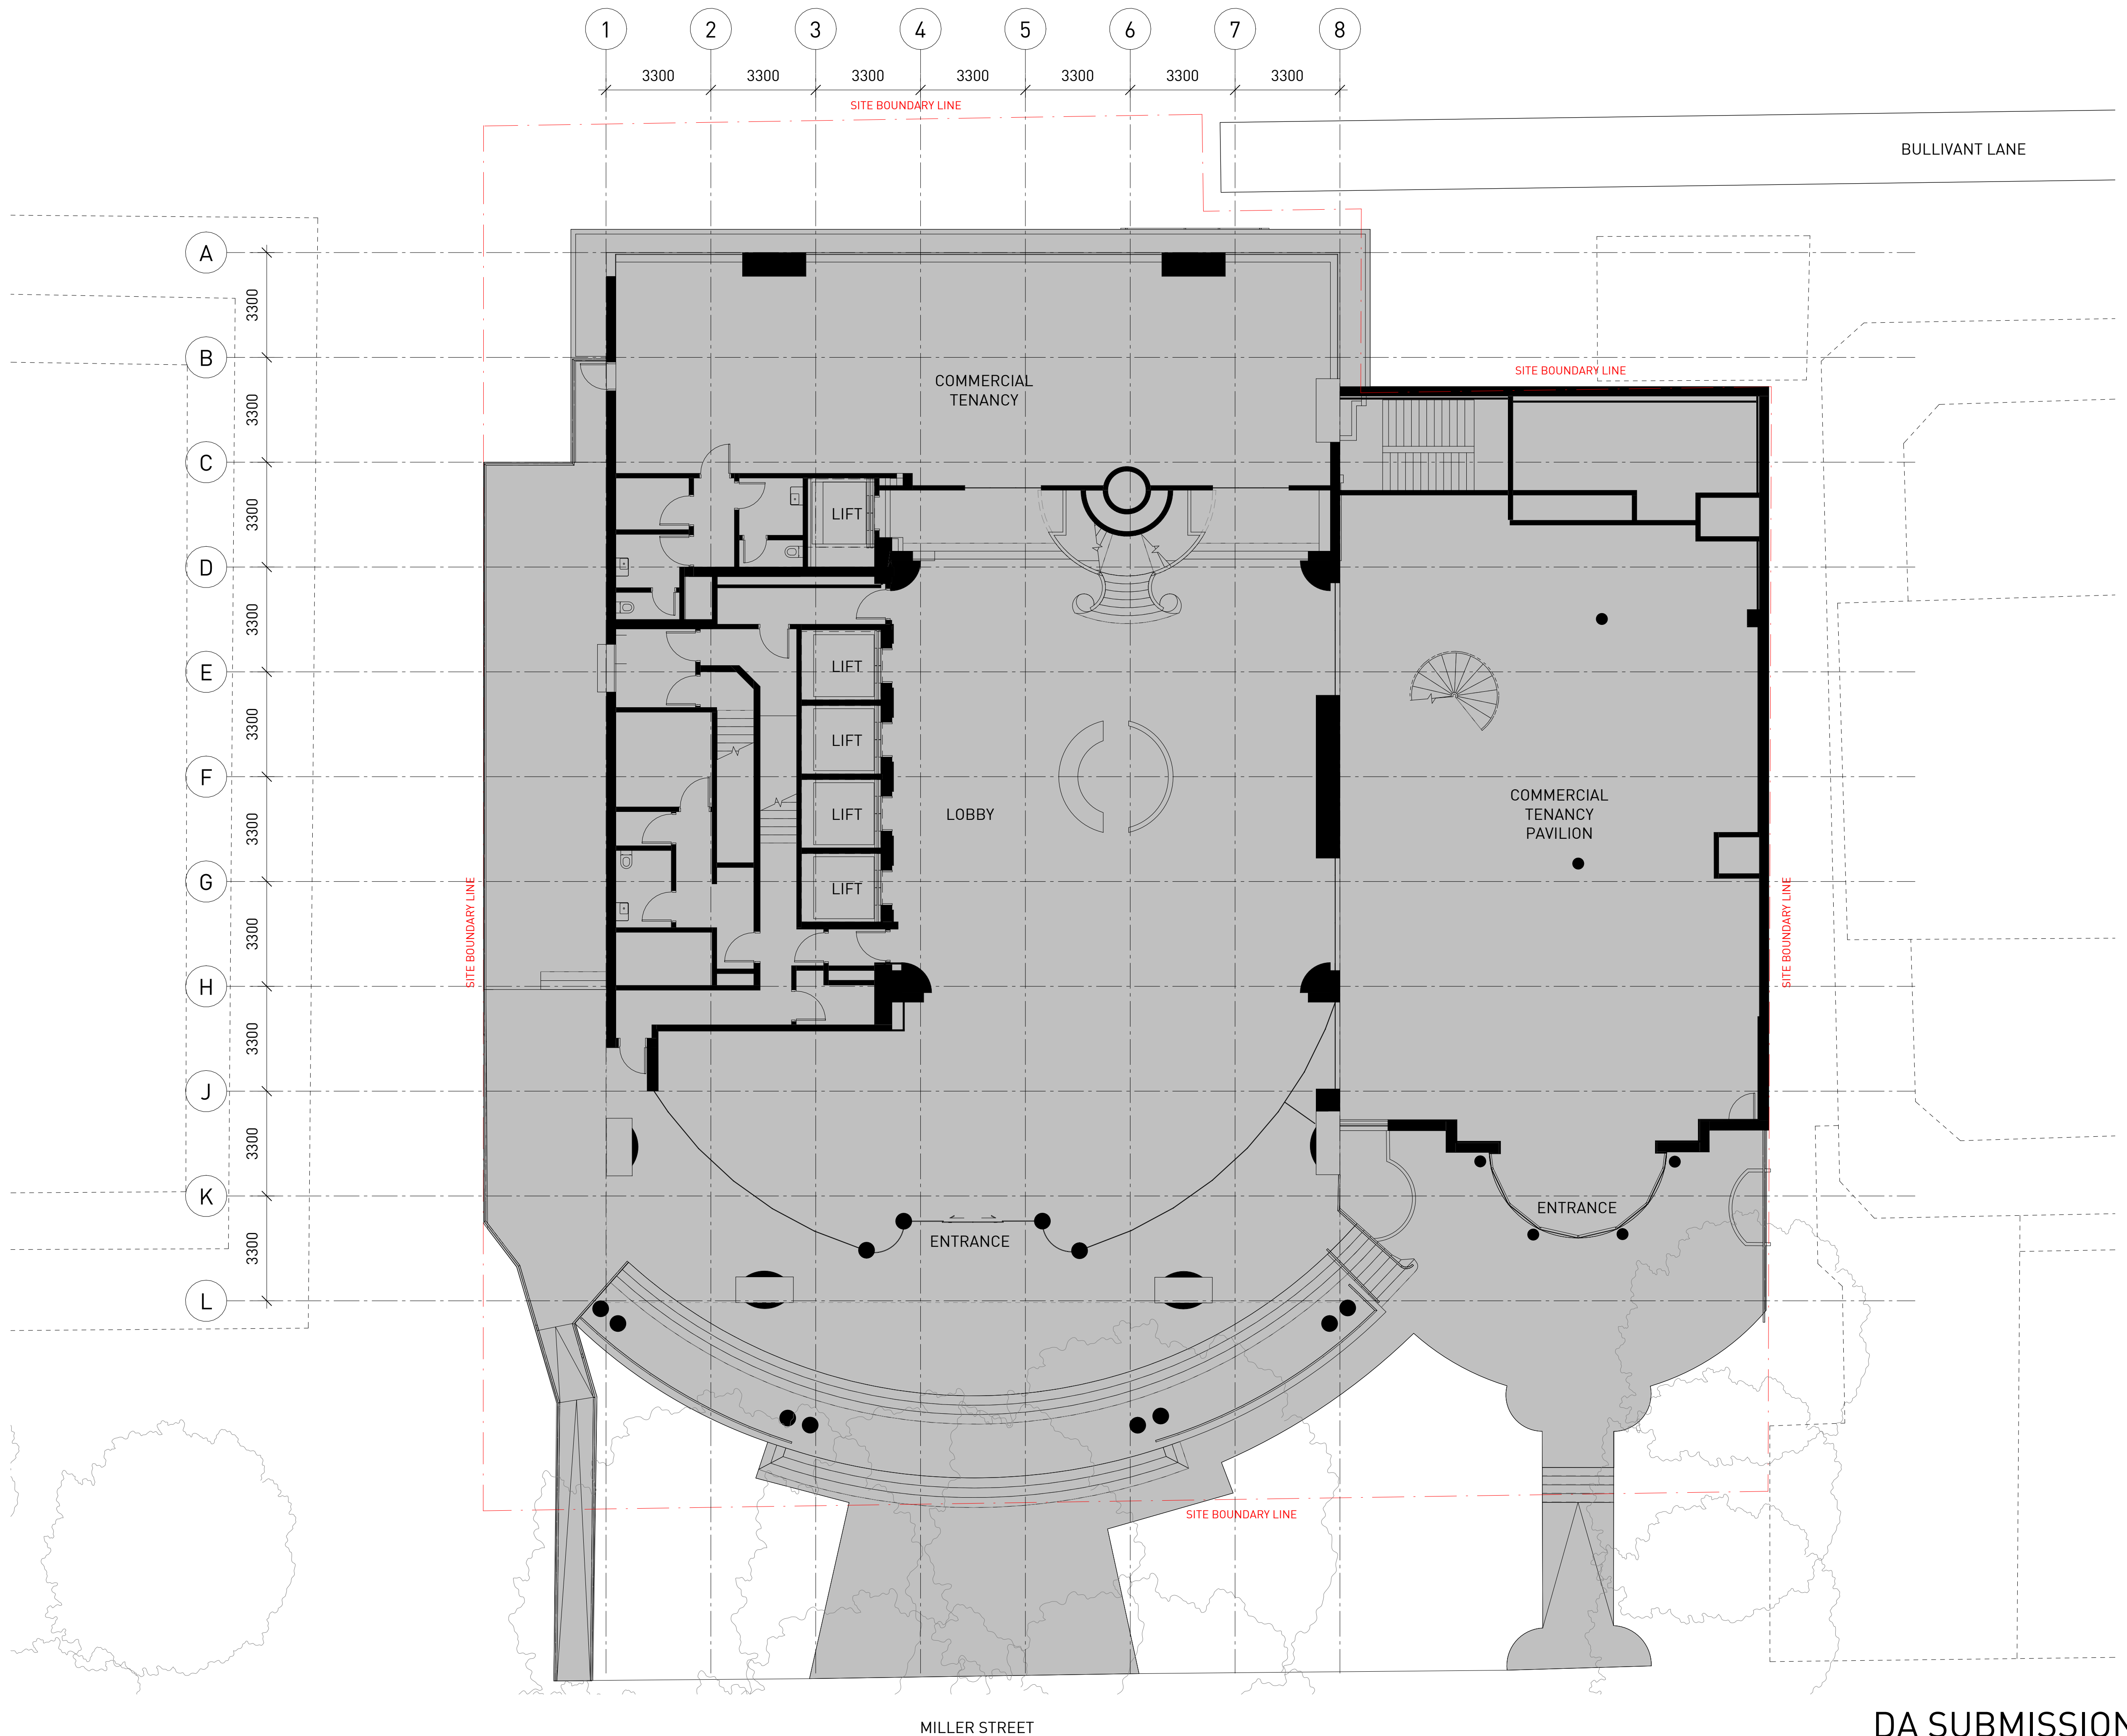 1 2 3 4 5 6 7 8
3300 3300 3300 3300 3300 3300 3300
SITE BOUNDARY LINE
BULLIVANT LANE
A
3300
B
SITE BOUNDARY LINE
COMMERCIAL
TENANCY
3300
C
LIFT
3300
D
3300
LIFT
E
3300
LIFT
F
COMMERCIAL
TENANCY
PAVILION
LIFT
LOBBY
3300
G
LIFT
SITE BOUNDARY LINE
SITE BOUNDARY LINE
3300
H
3300
J
3300
K
ENTRANCE
ENTRANCE
3300
L
SITE BOUNDARY LINE
MILLER STREET
DA SUBMISSION